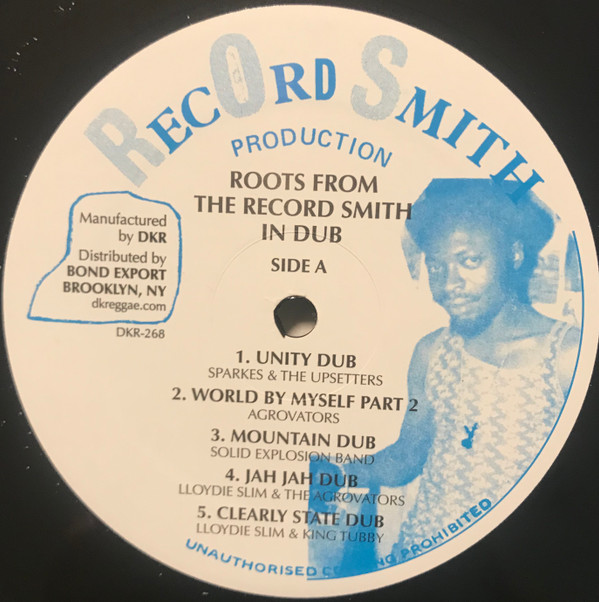 RECORD SMITH
PRODUCTION
ROOTS FROM
THE RECORD SMITH
IN DUB
SIDE A
Manufactured
by DKR
Distributed by
BOND EXPORT
BROOKLYN, NY
dkreggae.com
DKR-268
1. UNITY DUB
SPARKES & THE UPSETTERS
2. WORLD BY MYSELF PART 2
AGROVATORS
3. MOUNTAIN DUB
SOLID EXPLOSION BAND
4. JAH JAH DUB
LLOYDIE SLIM & THE AGROVATORS
5. CLEARLY STATE DUB
LLOYDIE SLIM & KING TUBBY
UNAUTHORISED PROHIBITED